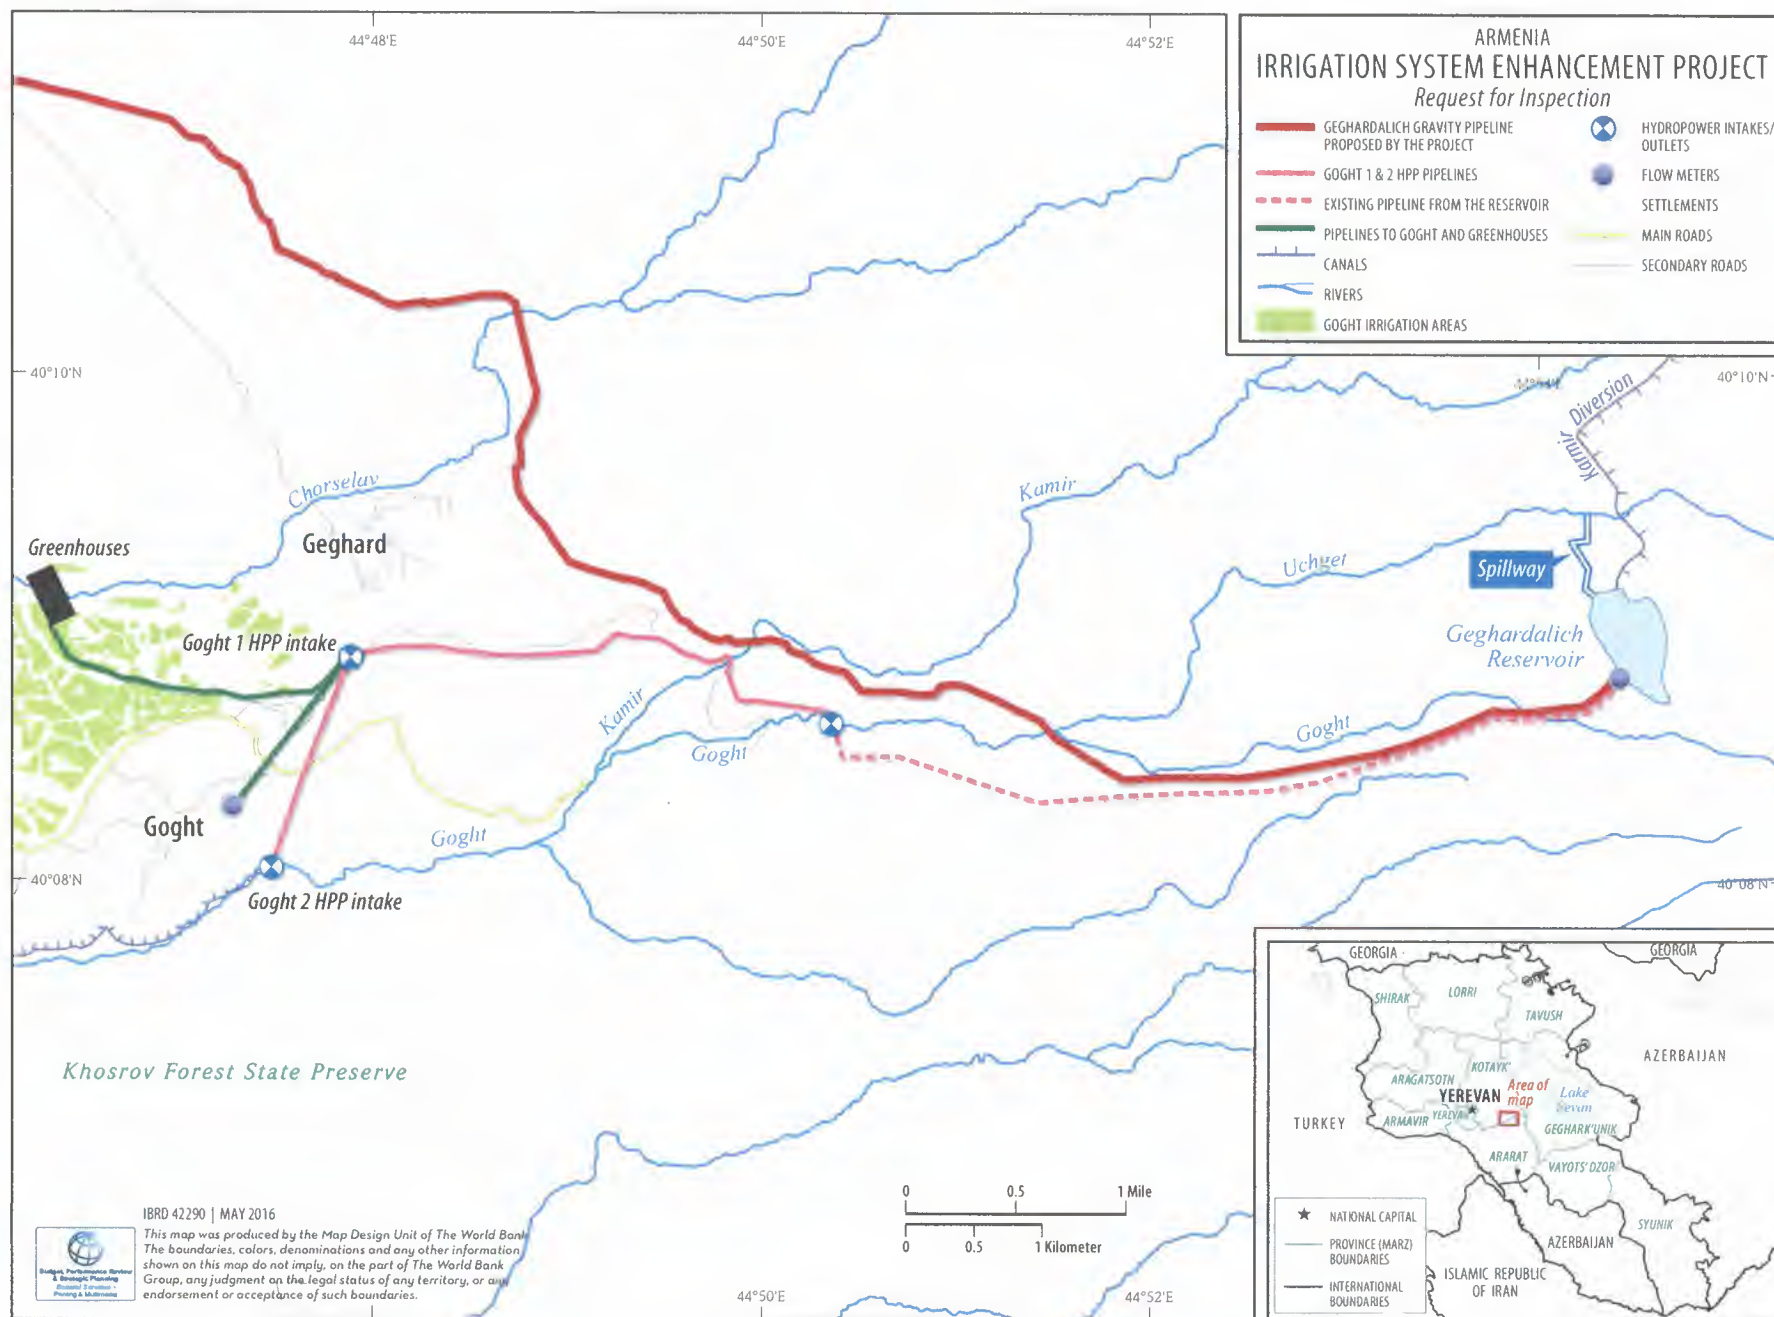 44°48'E
44°50'E
44°52'E
ARMENIA
IRRIGATION SYSTEM ENHANCEMENT PROJECT
Request for Inspection
GEGHARDALICH GRAVITY PIPELINE
PROPOSED BY THE PROJECT
GOGHT 1 & 2 HPP PIPELINES
EXISTING PIPELINE FROM THE RESERVOIR
PIPELINES TO GOGHT AND GREENHOUSES
CANALS
RIVERS
GOGHT IRRIGATION AREAS
HYDROPOWER INTAKES/
OUTLETS
FLOW METERS
SETTLEMENTS
MAIN ROADS
SECONDARY ROADS
40°10'N
40°10'N
Karmir Diversion
Chorselav
Kamir
Geghard
Greenhouses
Uchget
Spillway
Goght 1 HPP intake
Geghardalich
Reservoir
Kamir
Goght
Goght
Goght
Goght
40°08'N
40°08'N
Goght 2 HPP intake
Khosrov Forest State Preserve
GEORGIA
GEORGIA
SHIRAK
LORRI
TAVUSH
AZERBAIJAN
KOTAYK'
ARAGATSOTN
YEREVAN
Area of
map
Lake
Sevan
TURKEY
ARMAVIR
YEREVAN
GEGHARK'UNIK
ARARAT
VAYOTS' DZOR
SYUNIK
AZERBAIJAN
ISLAMIC REPUBLIC
OF IRAN
NATIONAL CAPITAL
PROVINCE (MARZ)
BOUNDARIES
INTERNATIONAL
BOUNDARIES
0 0.5 1 Mile
0 0.5 1 Kilometer
IBRD 42290 | MAY 2016
This map was produced by the Map Design Unit of The World Bank.
The boundaries, colors, denominations and any other information
shown on this map do not imply, on the part of The World Bank
Group, any judgment on the legal status of any territory, or any
endorsement or acceptance of such boundaries.
Budget, Performance Review
& Strategic Planning
Printing & Multimedia
44°50'E
44°52'E